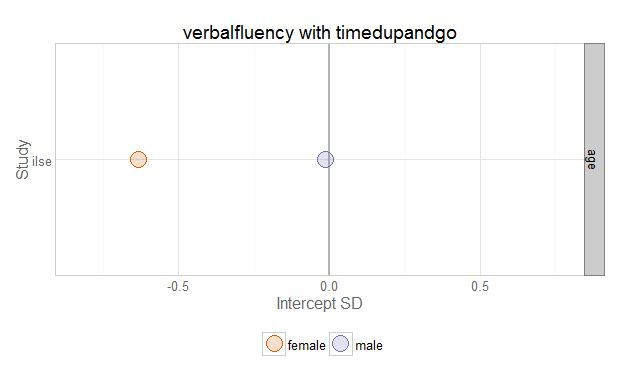 verbalfluency with timedupandgo
Study
ilse
age
-0.5 0.0 0.5
Intercept SD
female male